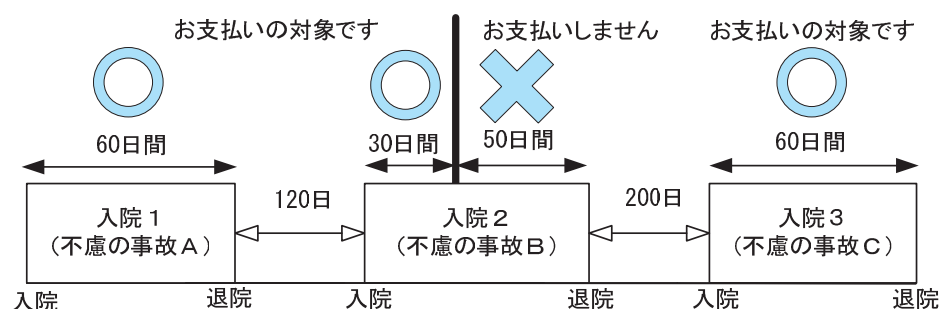 お支払いの対象です
お支払いしません
お支払いの対象です
60日間
30日間
50日間
60日間
120日
200日
入院１
（不慮の事故Ａ）
入院２
（不慮の事故Ｂ）
入院３
（不慮の事故Ｃ）
入院
退院
入院
退院
入院
退院